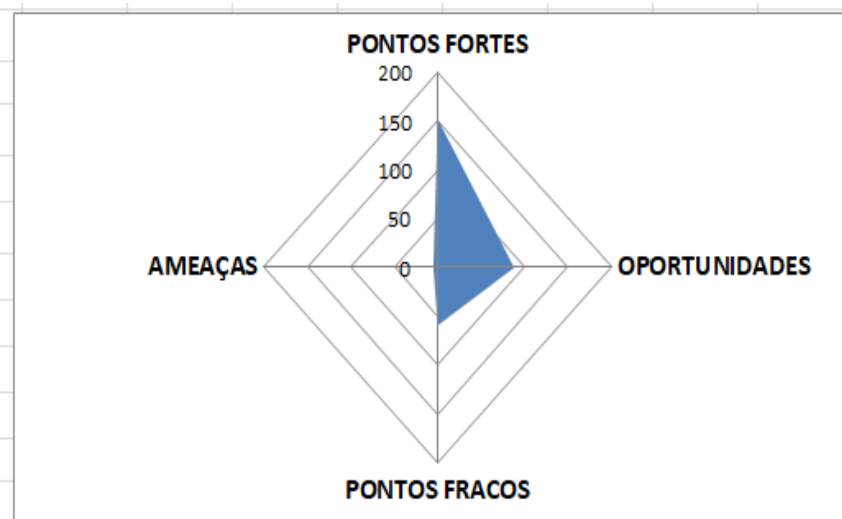 PONTOS FORTES
200
150
100
50
AMEAÇAS
0
OPORTUNIDADES
PONTOS FRACOS